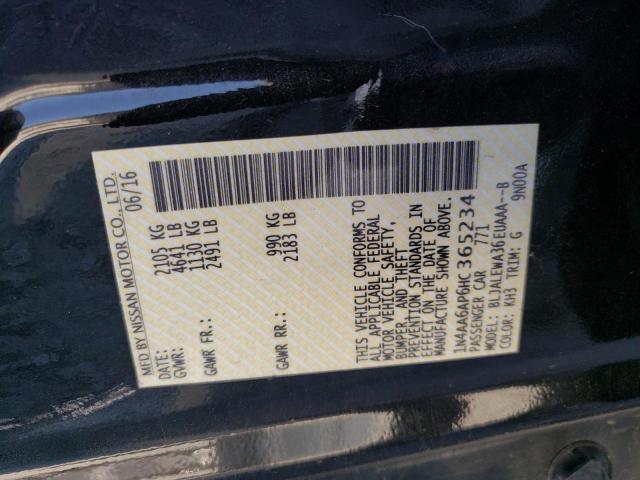 MFD BY NISSAN MOTOR CO., LTD.
DATE: 06/16
GVWR: 2105 KG
4641 LB
GAWR FR.: 1130 KG
2491 LB
GAWR RR.: 990 KG
2183 LB
THIS VEHICLE CONFORMS TO
ALL APPLICABLE FEDERAL
MOTOR VEHICLE SAFETY,
BUMPER, AND THEFT
PREVENTION STANDARDS IN
EFFECT ON THE DATE OF
MANUFACTURE SHOWN ABOVE.
1N4AA6AP6HC365234
PASSENGER CAR 771
MODEL: BLJALEWA36EUAAA--B
COLOR: KH3 TRIM: G 9N00A